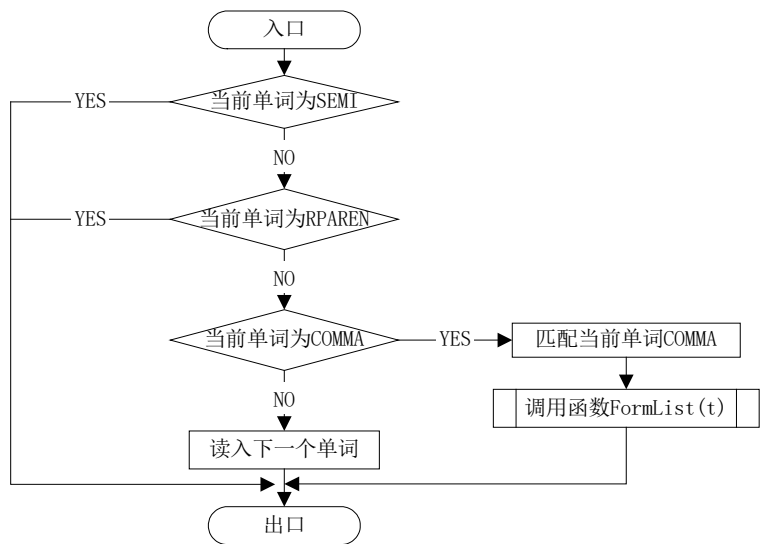 入口
当前单词为SEMI
YES
NO
当前单词为RPAREN
YES
NO
当前单词为COMMA
YES
匹配当前单词COMMA
调用函数FormList(t)
NO
读入下一个单词
出口